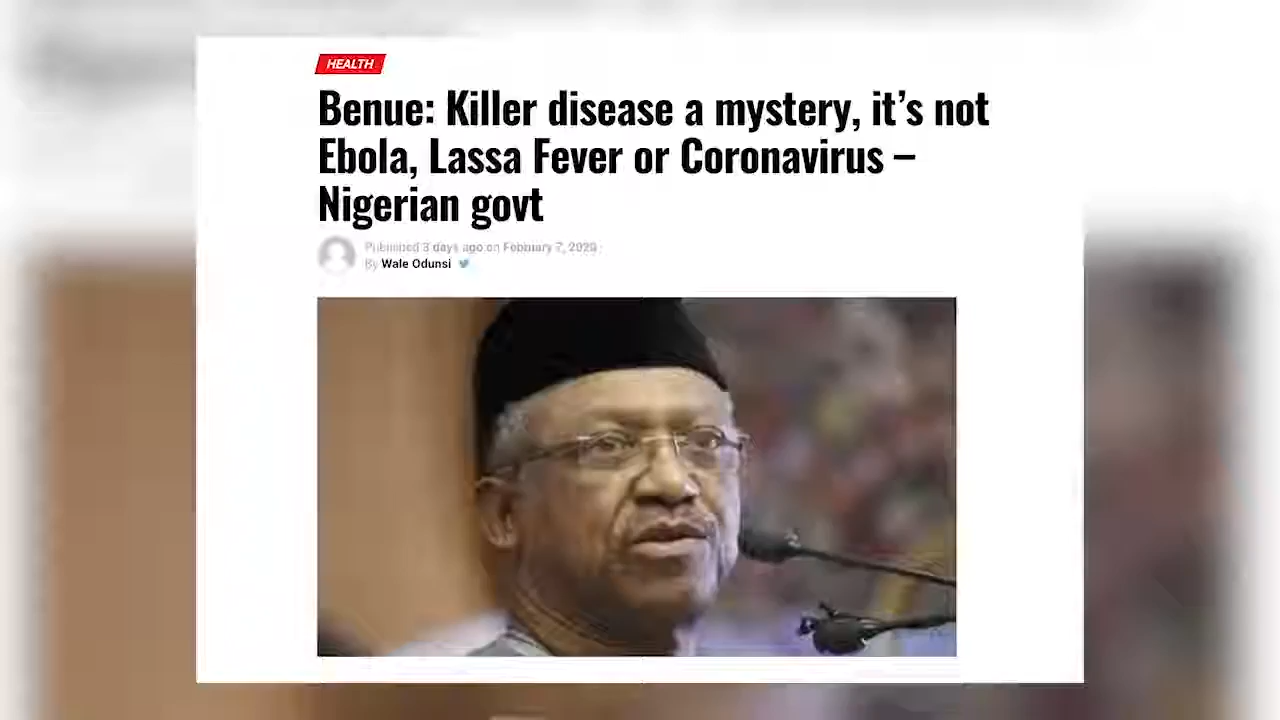 HEALTH
Benue: Killer disease a mystery, it’s not
Ebola, Lassa Fever or Coronavirus –
Nigerian govt
Published 3 days ago on February 7, 2020
By Wale Odunsi